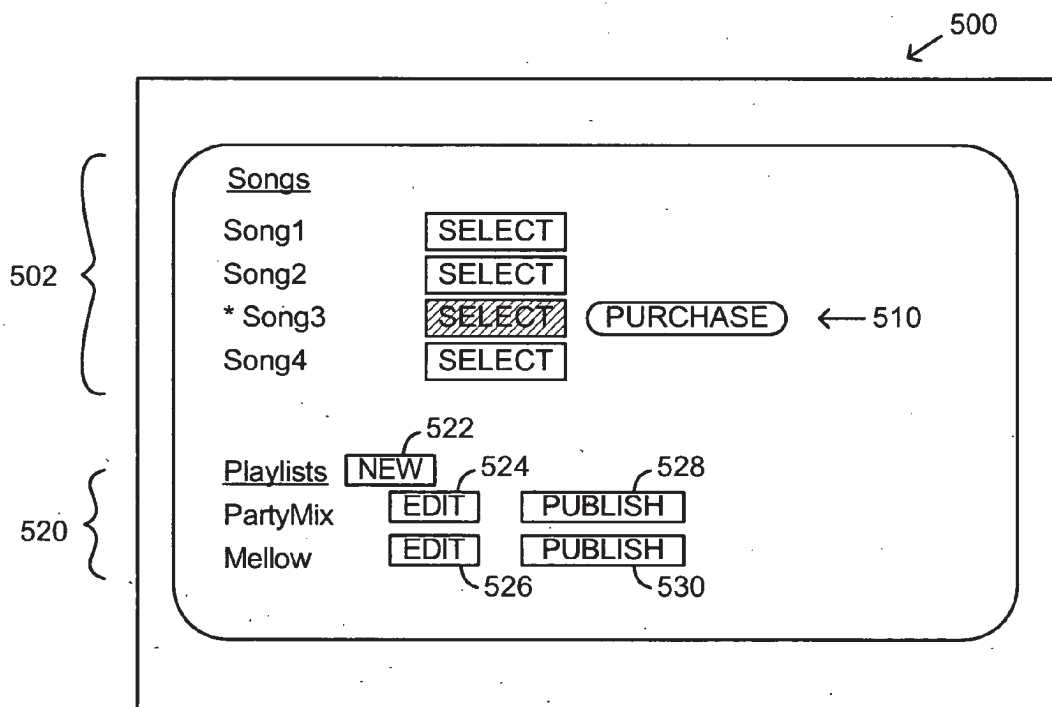 500
Songs
Song1 SELECT
502
Song2 SELECT
* Song3 SELECT PURCHASE 510
Song4 SELECT
522
Playlists NEW 524 528
PartyMix EDIT PUBLISH
520
Mellow EDIT PUBLISH
526 530